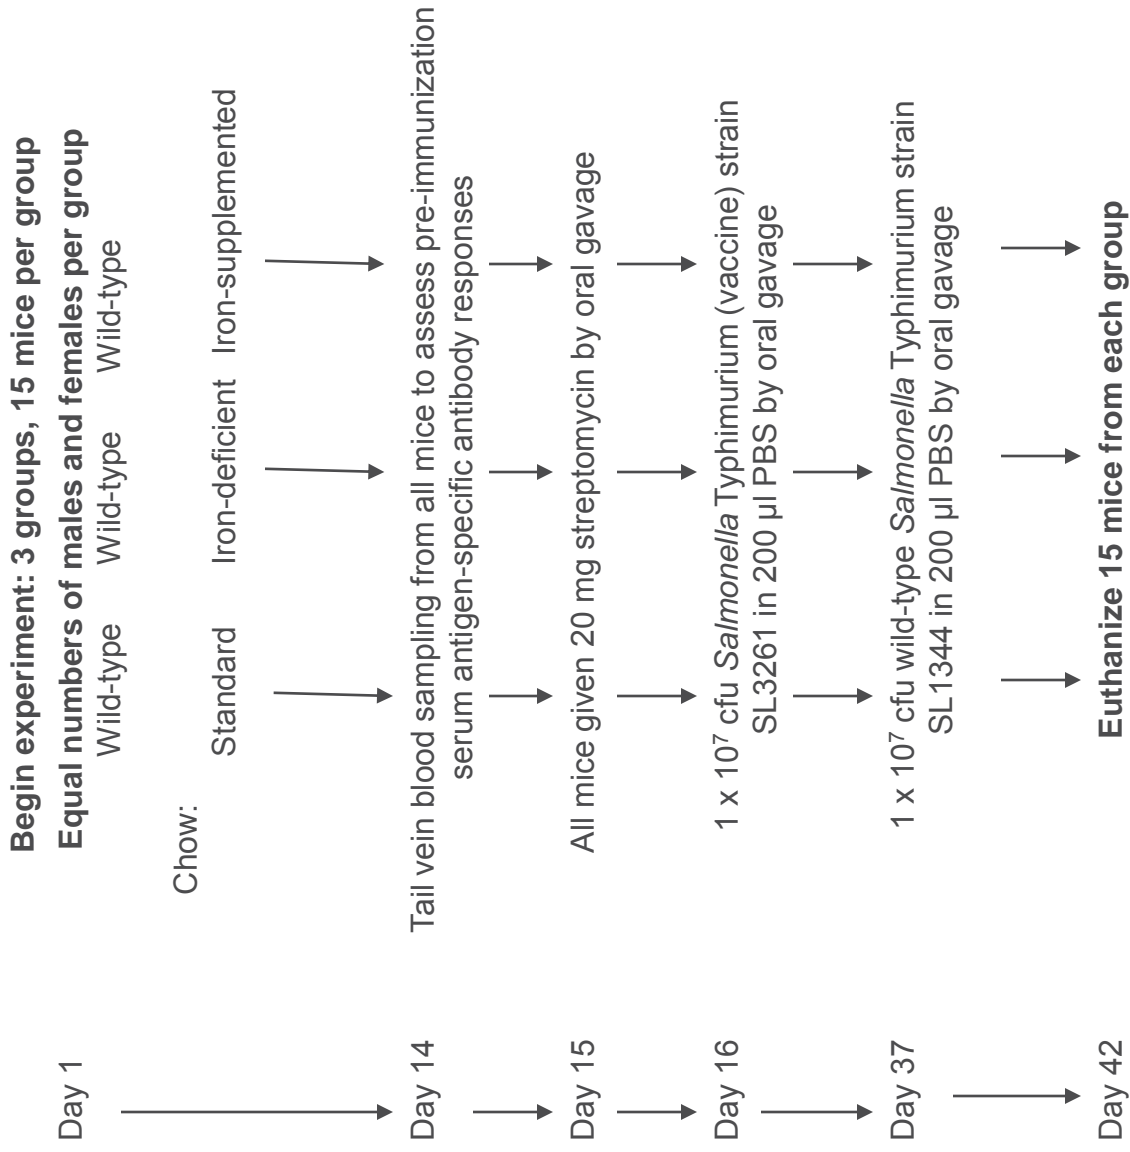 Begin experiment: 3 groups, 15 mice per group
Day 1
Equal numbers of males and females per group
Wild-type Wild-type Wild-type
Chow:
Standard Iron-deficient Iron-supplemented
Day 14
Tail vein blood sampling from all mice to assess pre-immunization
serum antigen-specific antibody responses
Day 15
All mice given 20 mg streptomycin by oral gavage
Day 16
1 x 10⁷ cfu Salmonella Typhimurium (vaccine) strain
SL3261 in 200 µl PBS by oral gavage
Day 37
1 x 10⁷ cfu wild-type Salmonella Typhimurium strain
SL1344 in 200 µl PBS by oral gavage
Day 42
Euthanize 15 mice from each group